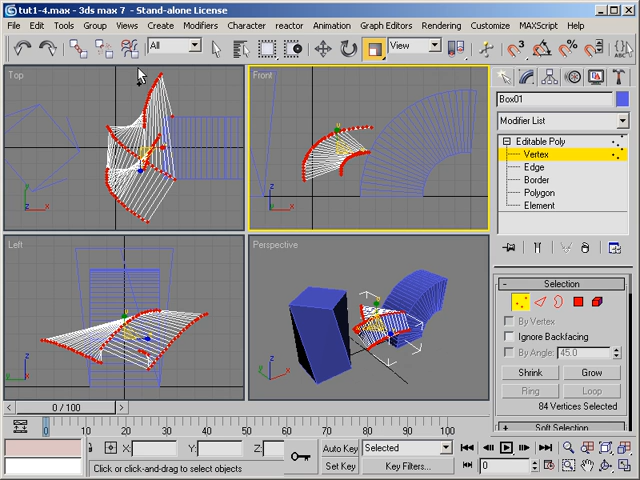 tut1-4.max - 3ds max 7 - Stand-alone License
File Edit Tools Group Views Create Modifiers Character reactor Animation Graph Editors Rendering Customize MAXScript Help
All View
Top Front
Left Perspective
Box01
Modifier List
Editable Poly
Vertex
Edge
Border
Polygon
Element
Selection
By Vertex
Ignore Backfacing
By Angle: 45.0
Shrink Grow
Ring Loop
84 Vertices Selected
Soft Selection
0 / 100
0 10 20 30 40 50 60 70 80 90 100
X: Y: Z:
Auto Key Selected
Click or click-and-drag to select objects
Set Key Key Filters... 0